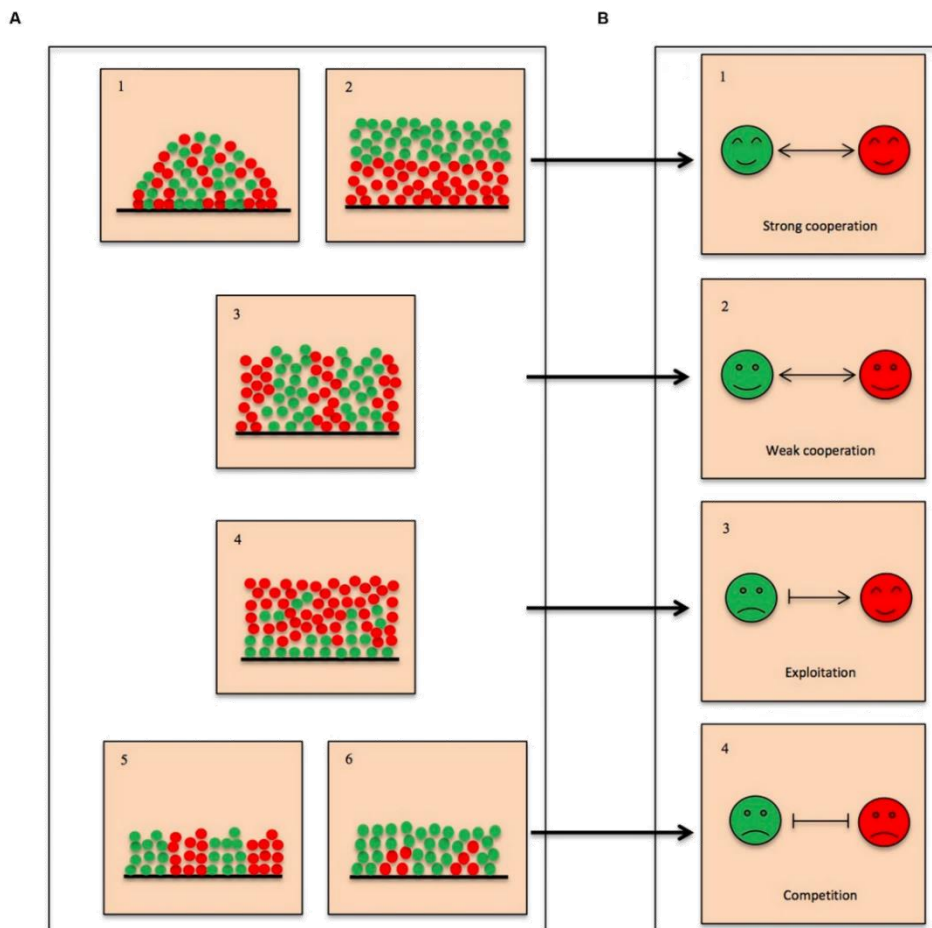 A
B
1
2
1
Strong cooperation
3
2
Weak cooperation
4
3
Exploitation
5
6
4
Competition